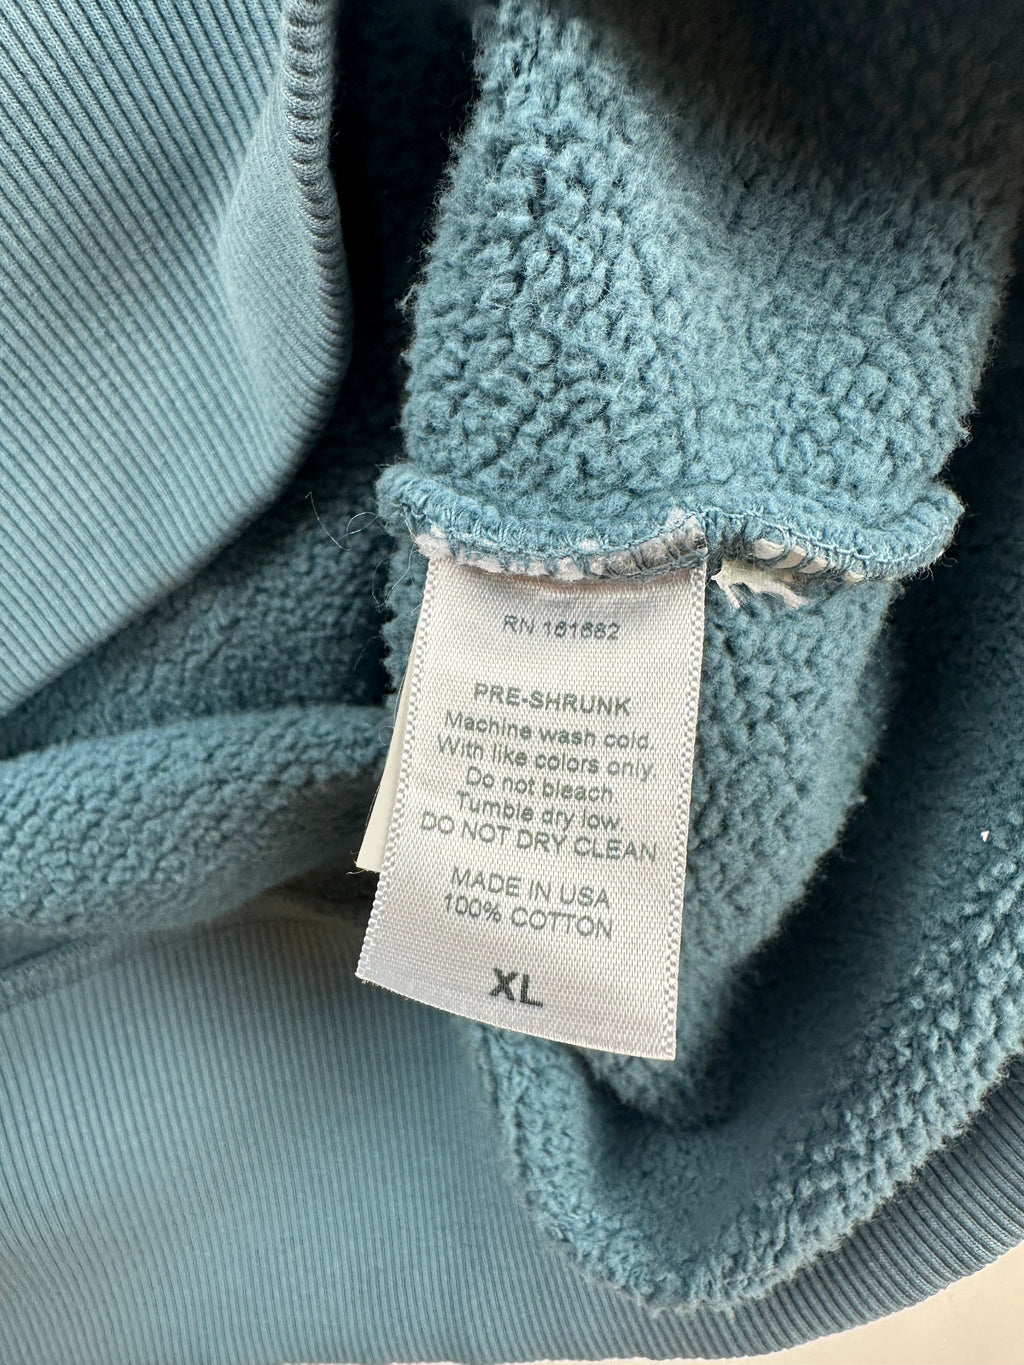 RN 161682
PRE-SHRUNK
Machine wash cold.
With like colors only.
Do not bleach.
Tumble dry low
DO NOT DRY CLEAN
MADE IN USA
100% COTTON
XL